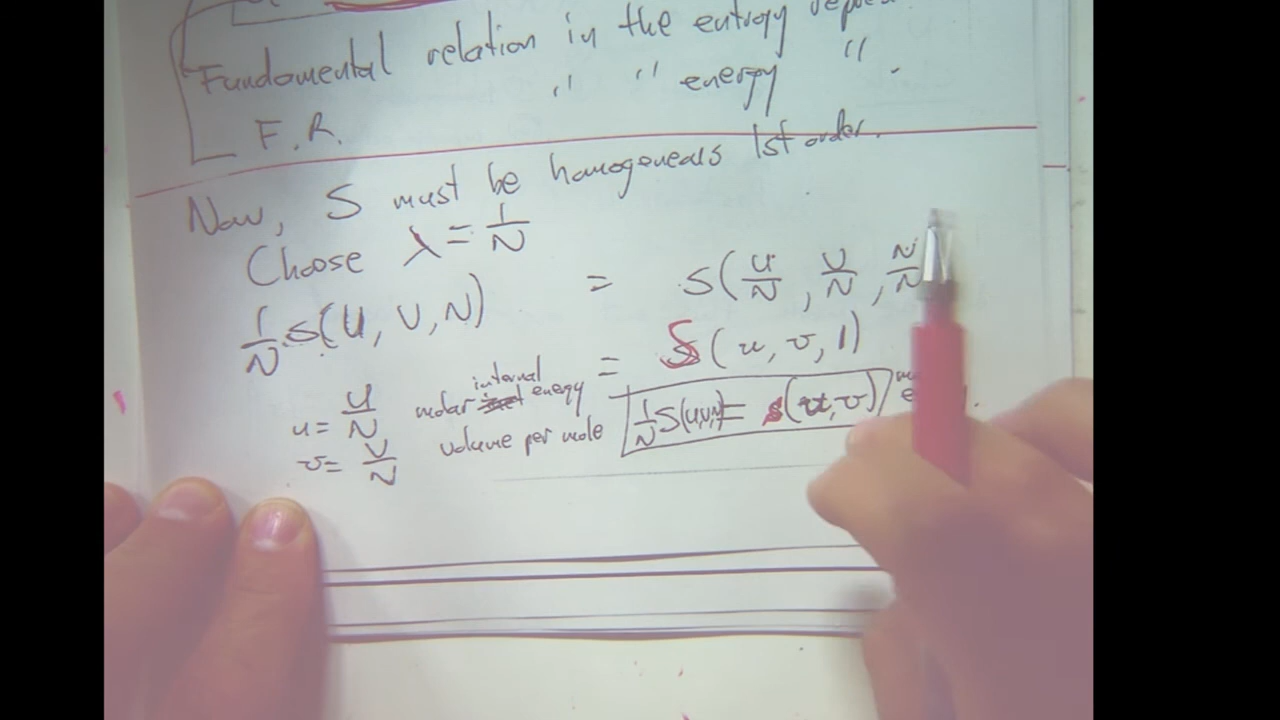 Fundamental relation in the entropy
" " energy " .
F.R.
Now, S must be homogeneous 1st order.
Choose λ = 1/N
1/N S(U, V, N) = S(U/N, V/N, N/N
= S(u, v, 1)
u = U/N molar internal energy
v = V/N volume per mole
1/N S(U,V,N) = s(u, v)